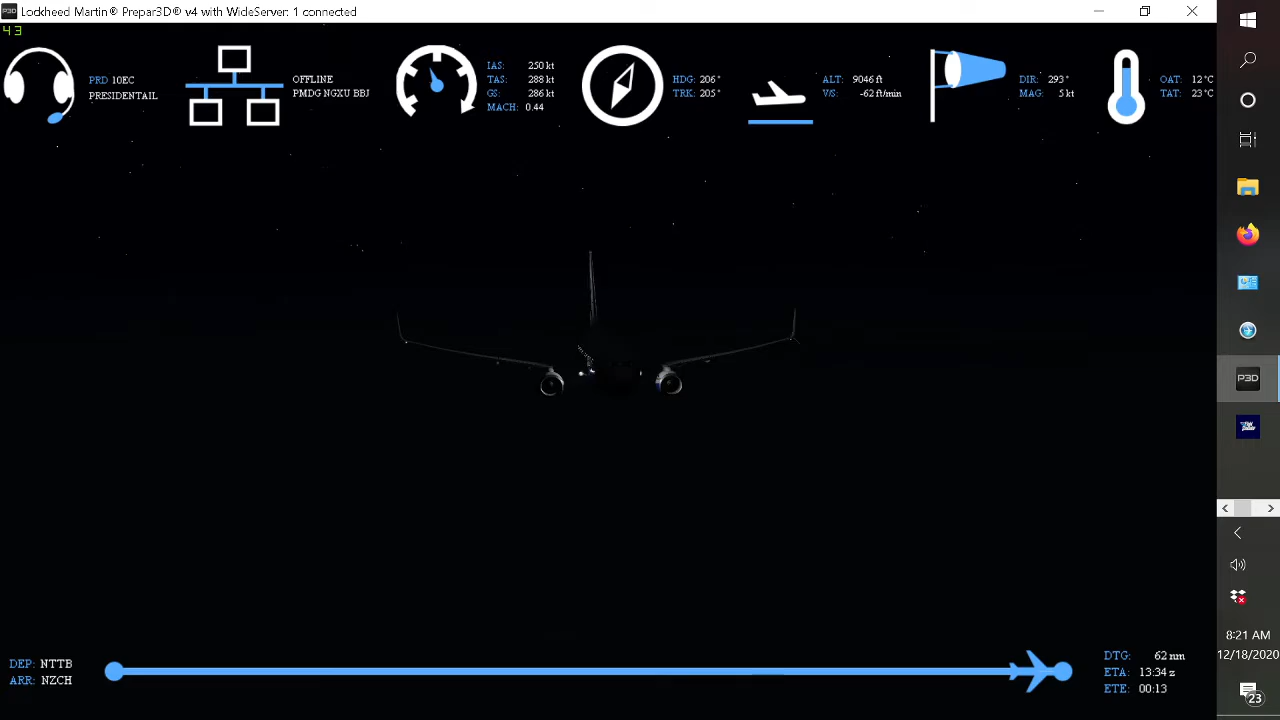 P3D Lockheed Martin® Prepar3D® v4 with WideServer: 1 connected
43
PRD 10EC
PRESIDENTAIL
OFFLINE
PMDG NGXU BBJ
IAS: 250 kt
TAS: 288 kt
GS: 286 kt
MACH: 0.44
HDG: 206°
TRK: 205°
ALT: 9046 ft
V/S: -62 ft/min
DIR: 293°
MAG: 5 kt
OAT: 12°C
TAT: 23°C
P3D
DEP: NTTB
ARR: NZCH
DTG: 62 nm
ETA: 13:34 z
ETE: 00:13
8:21 AM
12/18/2020
23